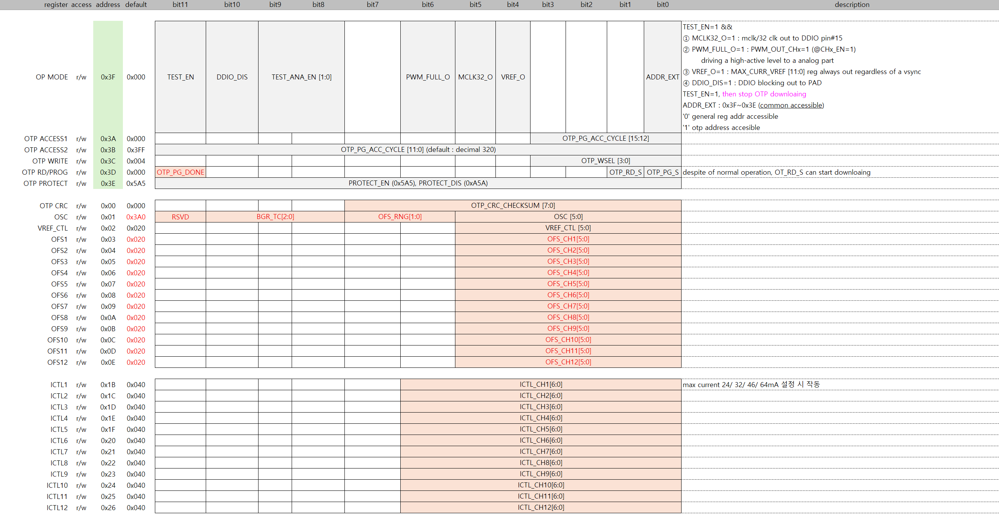 register access address default bit11 bit10 bit9 bit8 bit7 bit6 bit5 bit4 bit3 bit2 bit1 bit0 description
OP MODE r/w 0x3F 0x000 TEST_EN DDIO_DIS TEST_ANA_EN [1:0] PWM_FULL_O MCLK32_O VREF_O ADDR_EXT
TEST_EN=1 &&
① MCLK32_O=1 : mclk/32 clk out to DDIO pin#15
② PWM_FULL_O=1 : PWM_OUT_CHx=1 (@CHx_EN=1)
driving a high-active level to a analog part
③ VREF_O=1 : MAX_CURR_VREF [11:0] reg always out regardless of a vsync
④ DDIO_DIS=1 : DDIO blocking out to PAD
TEST_EN=1, then stop OTP downloaing
ADDR_EXT : 0x3F~0x3E (common accessible)
'0' general reg addr accessible
'1' otp address accesible
OTP ACCESS1 r/w 0x3A 0x000 OTP_PG_ACC_CYCLE [15:12]
OTP ACCESS2 r/w 0x3B 0x3FF OTP_PG_ACC_CYCLE [11:0] (default : decimal 320)
OTP WRITE r/w 0x3C 0x004 OTP_WSEL [3:0]
OTP RD/PROG r/w 0x3D 0x000 OTP_PG_DONE OTP_RD_S OTP_PG_S despite of normal operation, OT_RD_S can start downloaing
OTP PROTECT r/w 0x3E 0x5A5 PROTECT_EN (0x5A5), PROTECT_DIS (0xA5A)
OTP CRC r/w 0x00 0x000 OTP_CRC_CHECKSUM [7:0]
OSC r/w 0x01 0x3A0 RSVD BGR_TC[2:0] OFS_RNG[1:0] OSC [5:0]
VREF_CTL r/w 0x02 0x020 VREF_CTL [5:0]
OFS1 r/w 0x03 0x020 OFS_CH1[5:0]
OFS2 r/w 0x04 0x020 OFS_CH2[5:0]
OFS3 r/w 0x05 0x020 OFS_CH3[5:0]
OFS4 r/w 0x06 0x020 OFS_CH4[5:0]
OFS5 r/w 0x07 0x020 OFS_CH5[5:0]
OFS6 r/w 0x08 0x020 OFS_CH6[5:0]
OFS7 r/w 0x09 0x020 OFS_CH7[5:0]
OFS8 r/w 0x0A 0x020 OFS_CH8[5:0]
OFS9 r/w 0x0B 0x020 OFS_CH9[5:0]
OFS10 r/w 0x0C 0x020 OFS_CH10[5:0]
OFS11 r/w 0x0D 0x020 OFS_CH11[5:0]
OFS12 r/w 0x0E 0x020 OFS_CH12[5:0]
ICTL1 r/w 0x1B 0x040 ICTL_CH1[6:0] max current 24/ 32/ 46/ 64mA 설정 시 작동
ICTL2 r/w 0x1C 0x040 ICTL_CH2[6:0]
ICTL3 r/w 0x1D 0x040 ICTL_CH3[6:0]
ICTL4 r/w 0x1E 0x040 ICTL_CH4[6:0]
ICTL5 r/w 0x1F 0x040 ICTL_CH5[6:0]
ICTL6 r/w 0x20 0x040 ICTL_CH6[6:0]
ICTL7 r/w 0x21 0x040 ICTL_CH7[6:0]
ICTL8 r/w 0x22 0x040 ICTL_CH8[6:0]
ICTL9 r/w 0x23 0x040 ICTL_CH9[6:0]
ICTL10 r/w 0x24 0x040 ICTL_CH10[6:0]
ICTL11 r/w 0x25 0x040 ICTL_CH11[6:0]
ICTL12 r/w 0x26 0x040 ICTL_CH12[6:0]